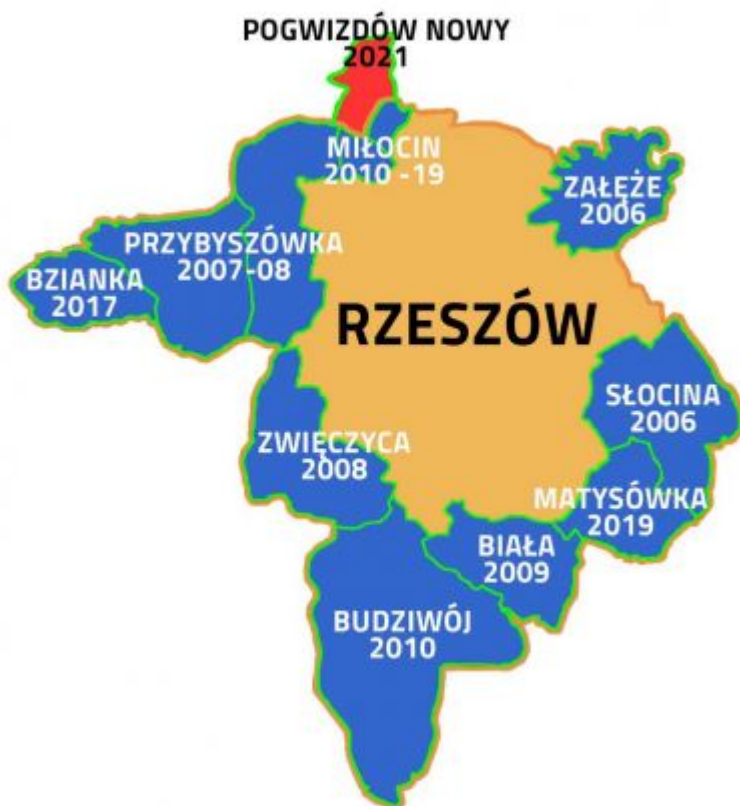 POGWIZDÓW NOWY
2021
MIŁOCIN
2010 -19
ZAŁĘŻE
2006
PRZYBYSZÓWKA
2007-08
BZIANKA
2017
RZESZÓW
SŁOCINA
2006
ZWIĘCZYCA
2008
MATYSÓWKA
2019
BIAŁA
2009
BUDZIWÓJ
2010